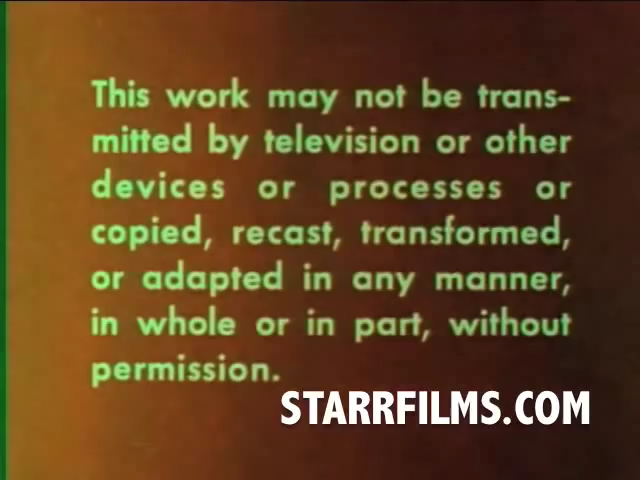 This work may not be trans-
mitted by television or other
devices or processes or
copied, recast, transformed,
or adapted in any manner,
in whole or in part, without
permission.
STARRFILMS.COM